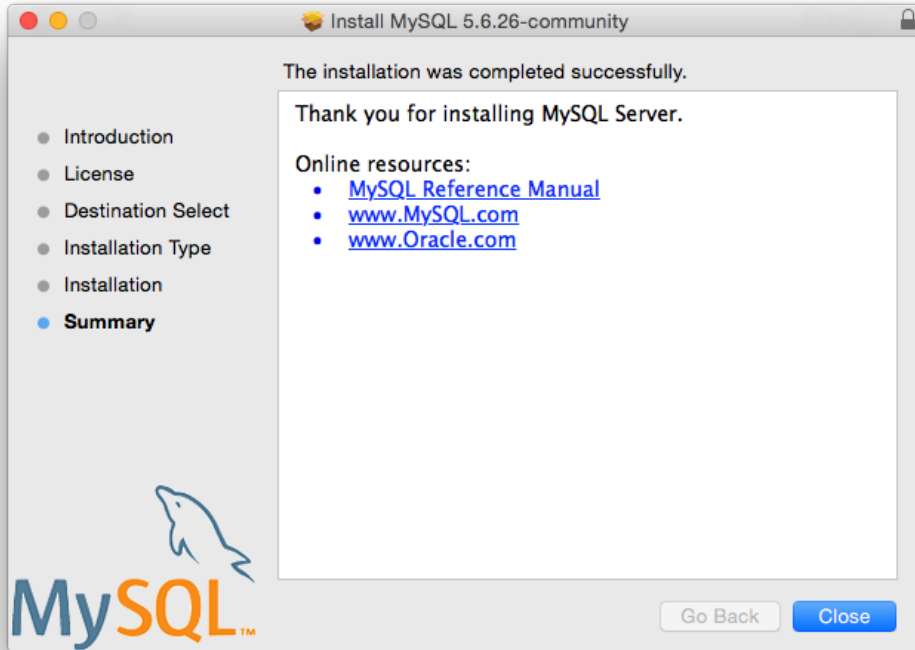 Install MySQL 5.6.26-community
The installation was completed successfully.
Introduction
License
Destination Select
Installation Type
Installation
Summary
Thank you for installing MySQL Server.
Online resources:
• MySQL Reference Manual
• www.MySQL.com
• www.Oracle.com
MySQL™
Go Back
Close